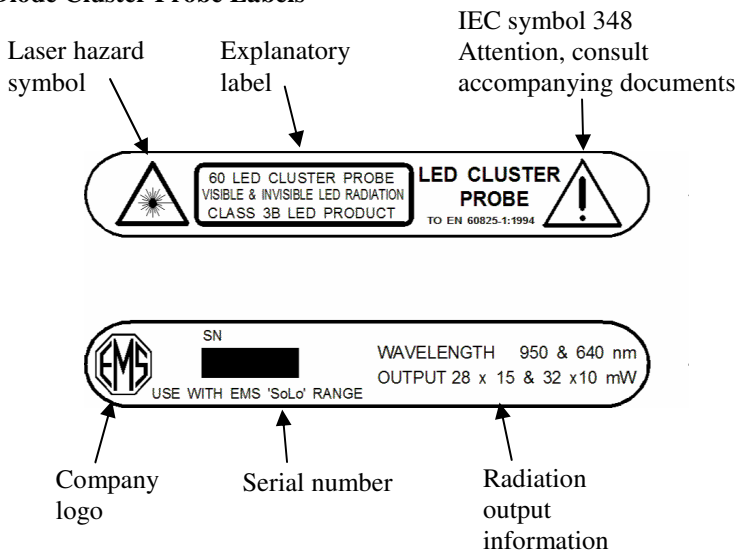 Diode Cluster Probe Labels
Laser hazard
symbol
Explanatory
label
IEC symbol 348
Attention, consult
accompanying documents
60 LED CLUSTER PROBE
VISIBLE & INVISIBLE LED RADIATION
CLASS 3B LED PRODUCT
LED CLUSTER
PROBE
TO EN 60825-1:1994
!
EMS
SN
USE WITH EMS 'SoLo' RANGE
WAVELENGTH 950 & 640 nm
OUTPUT 28 x 15 & 32 x10 mW
Company
logo
Serial number
Radiation
output
information